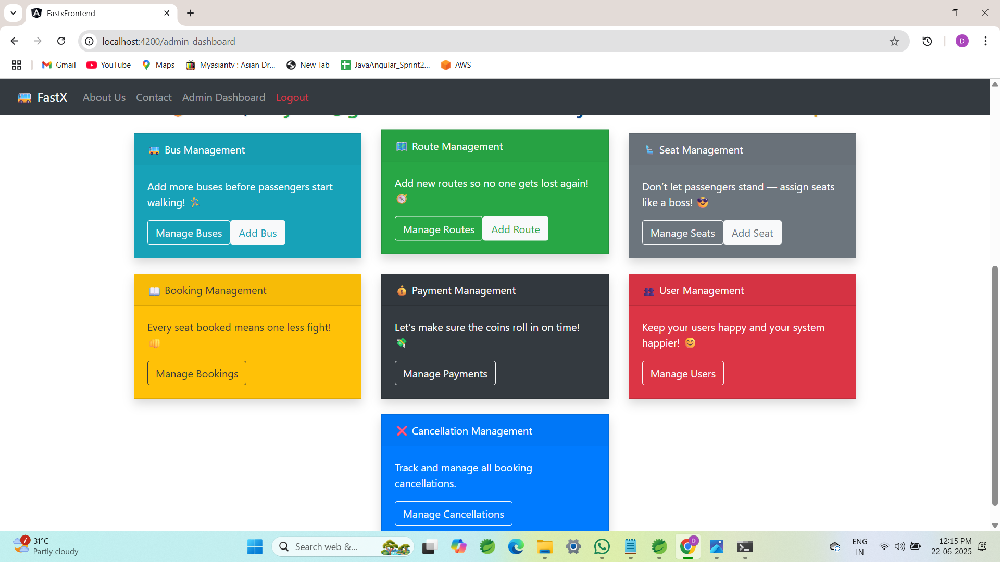 FastxFrontend
localhost:4200/admin-dashboard
D
Gmail
YouTube
Maps
Myasiantv : Asian Dr...
New Tab
JavaAngular_Sprint2...
AWS
FastX
About Us
Contact
Admin Dashboard
Logout
Bus Management
Add more buses before passengers start
walking!
Manage Buses
Add Bus
Route Management
Add new routes so no one gets lost again!
Manage Routes
Add Route
Seat Management
Don’t let passengers stand — assign seats
like a boss!
Manage Seats
Add Seat
Booking Management
Every seat booked means one less fight!
Manage Bookings
Payment Management
Let’s make sure the coins roll in on time!
Manage Payments
User Management
Keep your users happy and your system
happier!
Manage Users
Cancellation Management
Track and manage all booking
cancellations.
Manage Cancellations
7
31°C
Partly cloudy
Search web &...
D
ENG
IN
12:15 PM
22-06-2025